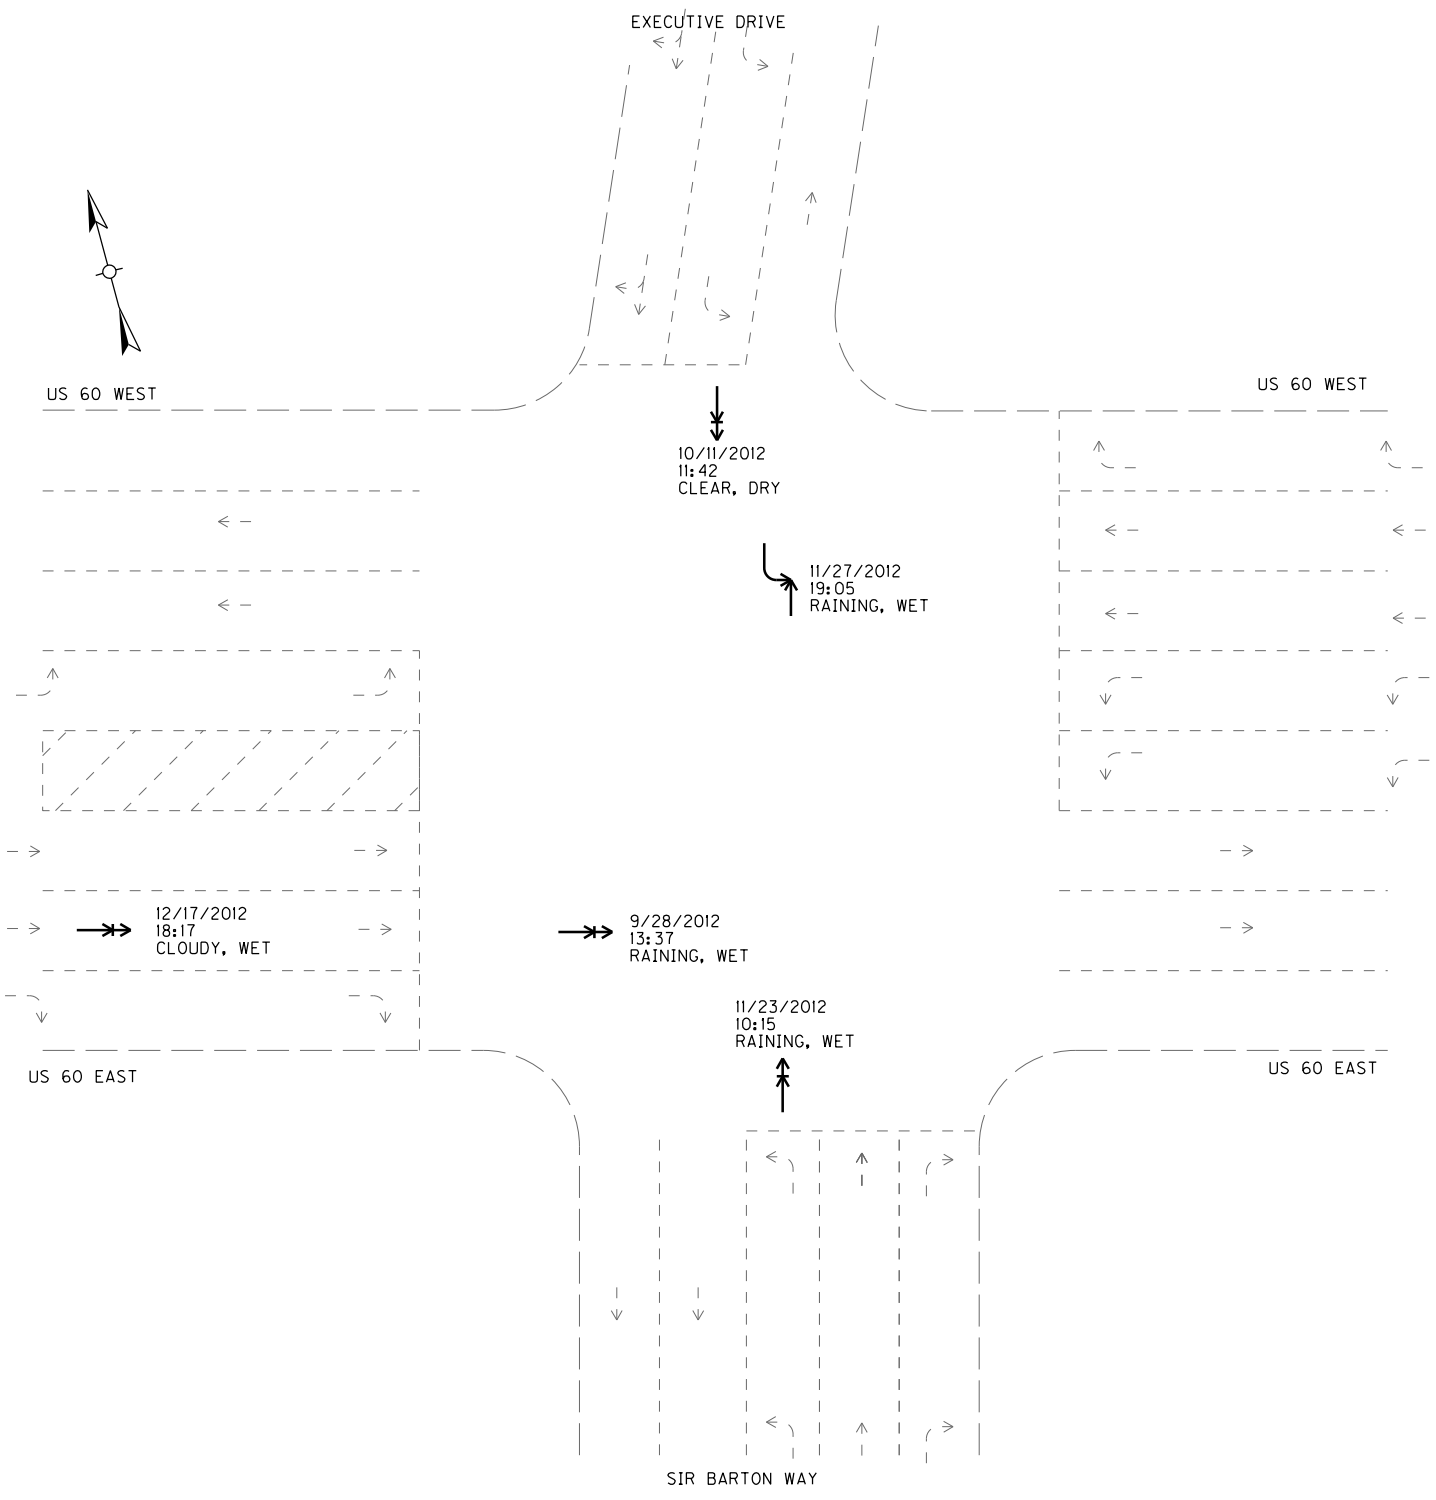 EXECUTIVE DRIVE
US 60 WEST
US 60 WEST
10/11/2012
11:42
CLEAR, DRY
11/27/2012
19:05
RAINING, WET
12/17/2012
18:17
CLOUDY, WET
9/28/2012
13:37
RAINING, WET
11/23/2012
10:15
RAINING, WET
US 60 EAST
US 60 EAST
SIR BARTON WAY